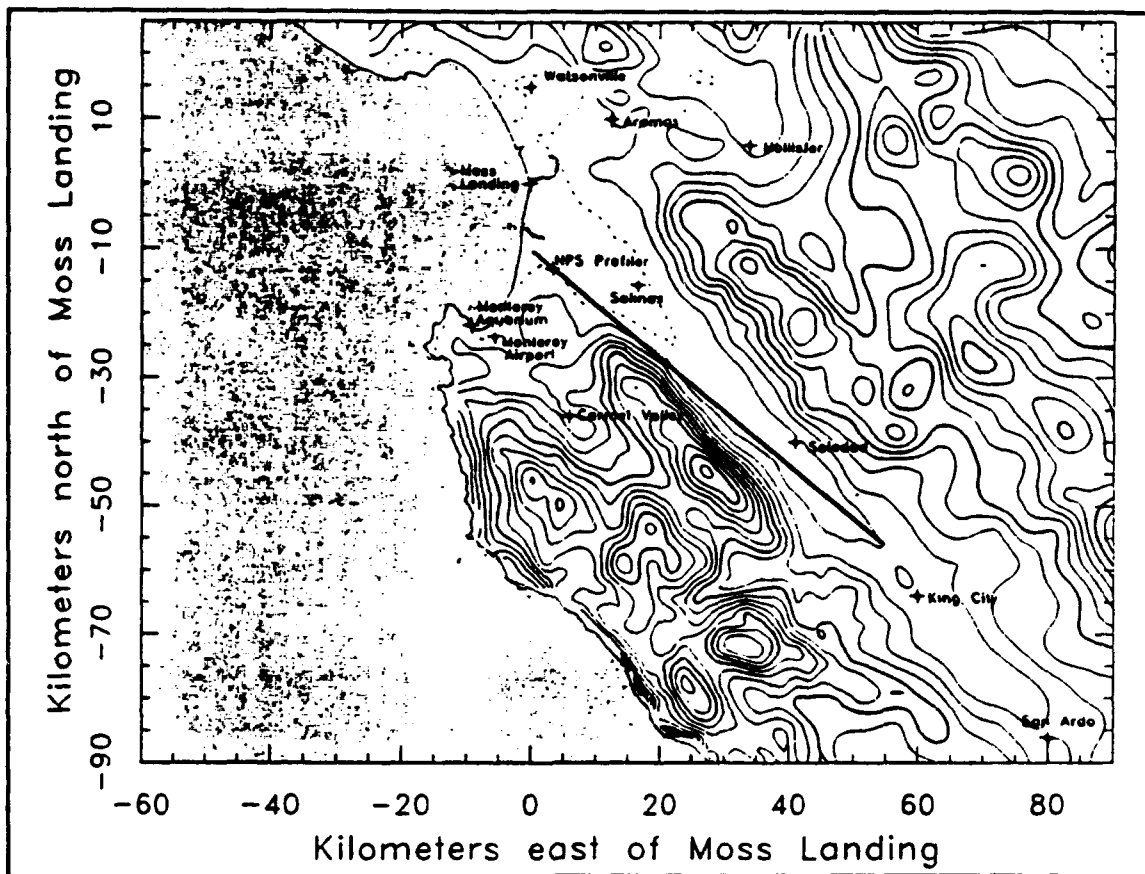 Kilometers north of Moss Landing
10
-10
-30
-50
-70
-90
Watsonville
Aromas
Hollister
Moss
Landing
NPS Profiler
Salinas
Monterey
Aquarium
Monterey
Airport
Carmel Valley
Soledad
King City
San Ardo
-60
-40
-20
0
20
40
60
80
Kilometers east of Moss Landing